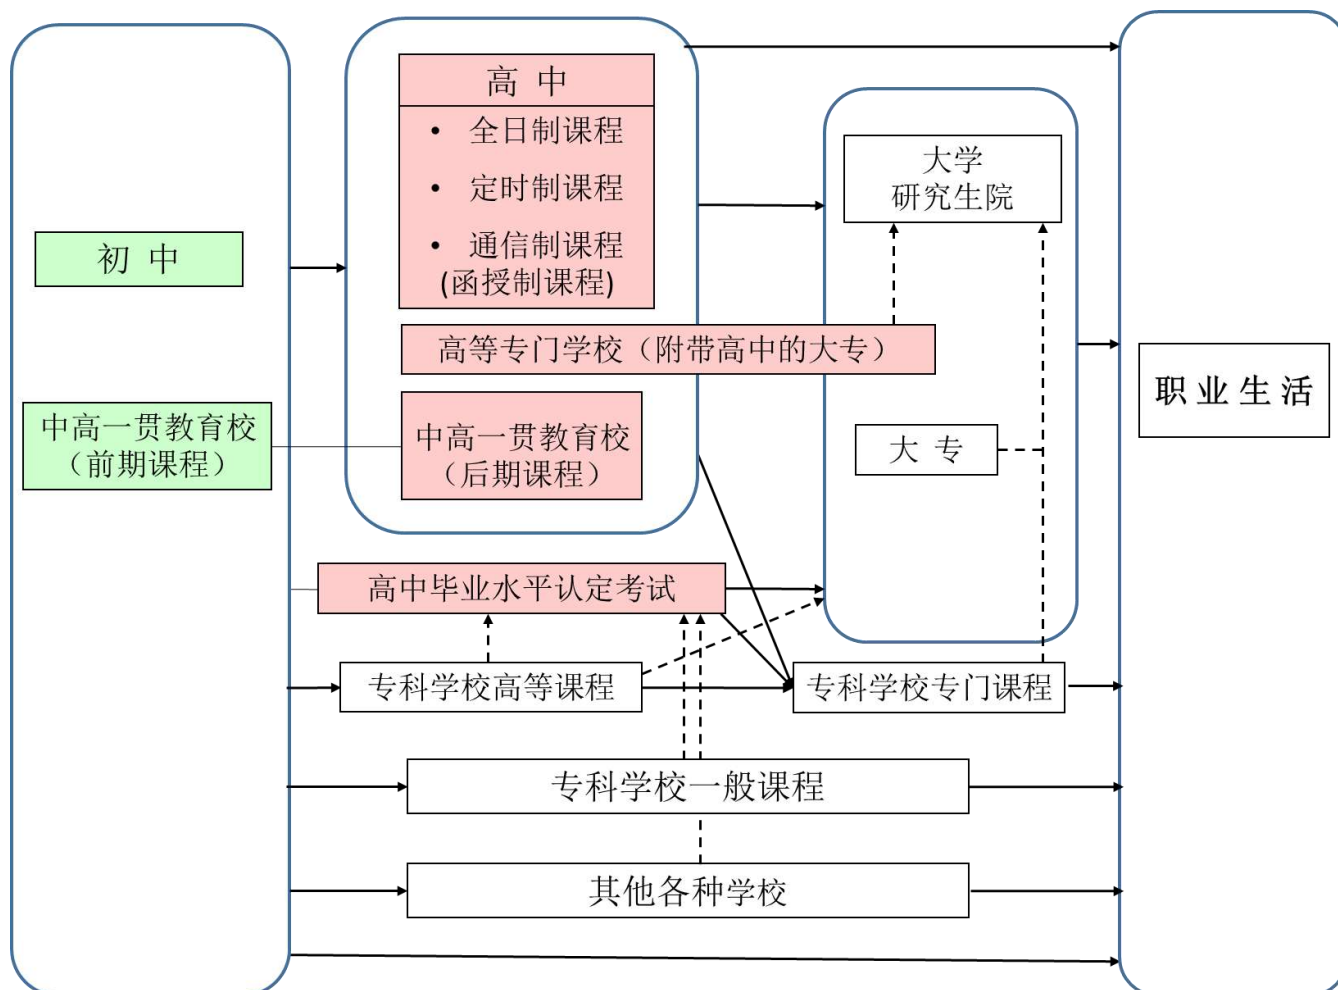 初 中
中高一贯教育校
（前期课程）
高 中
• 全日制课程
• 定时制课程
• 通信制课程
(函授制课程)
高等专门学校（附带高中的大专）
中高一贯教育校
（后期课程）
高中毕业水平认定考试
专科学校高等课程
专科学校一般课程
其他各种学校
大学
研究生院
大 专
专科学校专门课程
职 业 生 活